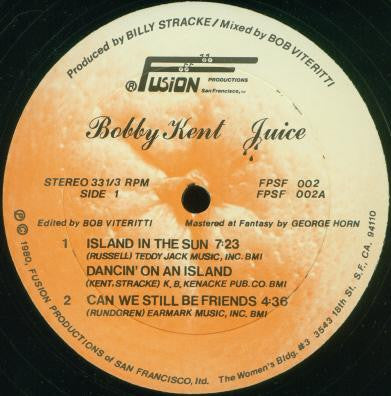 Produced by BILLY STRACKE/Mixed by BOB VITERITTI
® FUSION PRODUCTIONS
San Francisco, Ltd.
Bobby Kent Juice
STEREO 33 1/3 RPM FPSF 002
SIDE 1 FPSF 002A
Edited by BOB VITERITTI Mastered at Fantasy by GEORGE HORN
1 ISLAND IN THE SUN 7:23
(RUSSELL) TEDDY JACK MUSIC, INC. BMI
DANCIN' ON AN ISLAND
(KENT, STRACKE) K, B, KENACKE PUB. CO. BMI
2 CAN WE STILL BE FRIENDS 4:36
(RUNDGREN) EARMARK MUSIC, INC. BMI
℗ © 1980, FUSION PRODUCTIONS of SAN FRANCISCO, ltd. The Women's Bldg. #3 3543 18th St. S.F., CA. 94110